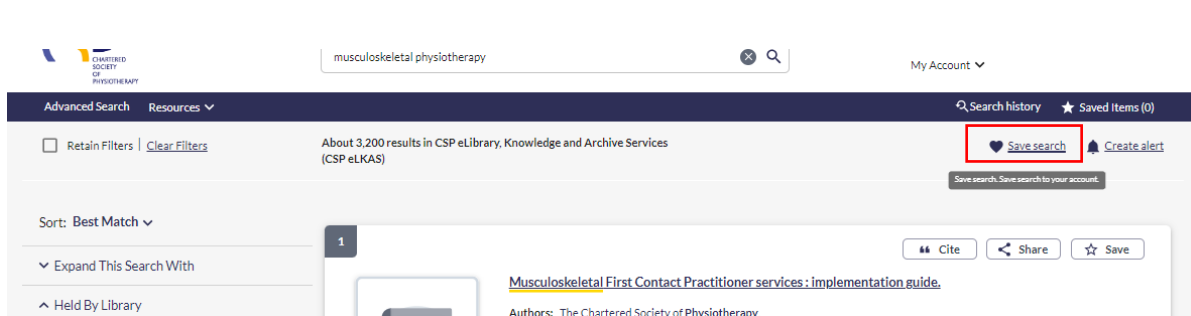 CHARTERED
SOCIETY
OF
PHYSIOTHERAPY
musculoskeletal physiotherapy
My Account
Advanced Search Resources
Search history Saved Items (0)
Retain Filters | Clear Filters
About 3,200 results in CSP eLibrary, Knowledge and Archive Services
(CSP eLKAS)
Save search Create alert
Save search. Save search to your account.
Sort: Best Match
1
Cite Share Save
Expand This Search With
Musculoskeletal First Contact Practitioner services : implementation guide.
Held By Library
Authors: The Chartered Society of Physiotherapy